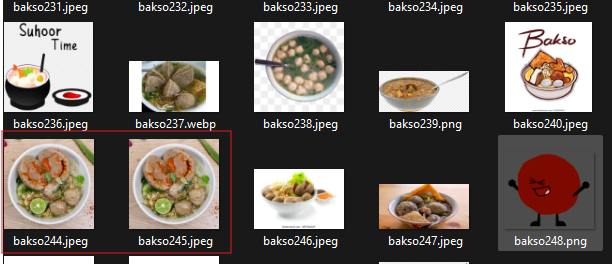 bakso231.jpeg
bakso232.jpeg
bakso233.jpeg
bakso234.jpeg
bakso235.jpeg
Suhoor
Time
Bakso
bakso236.jpeg
bakso237.webp
bakso238.jpeg
bakso239.png
bakso240.jpeg
bakso244.jpeg
bakso245.jpeg
bakso246.jpeg
bakso247.jpeg
bakso248.png